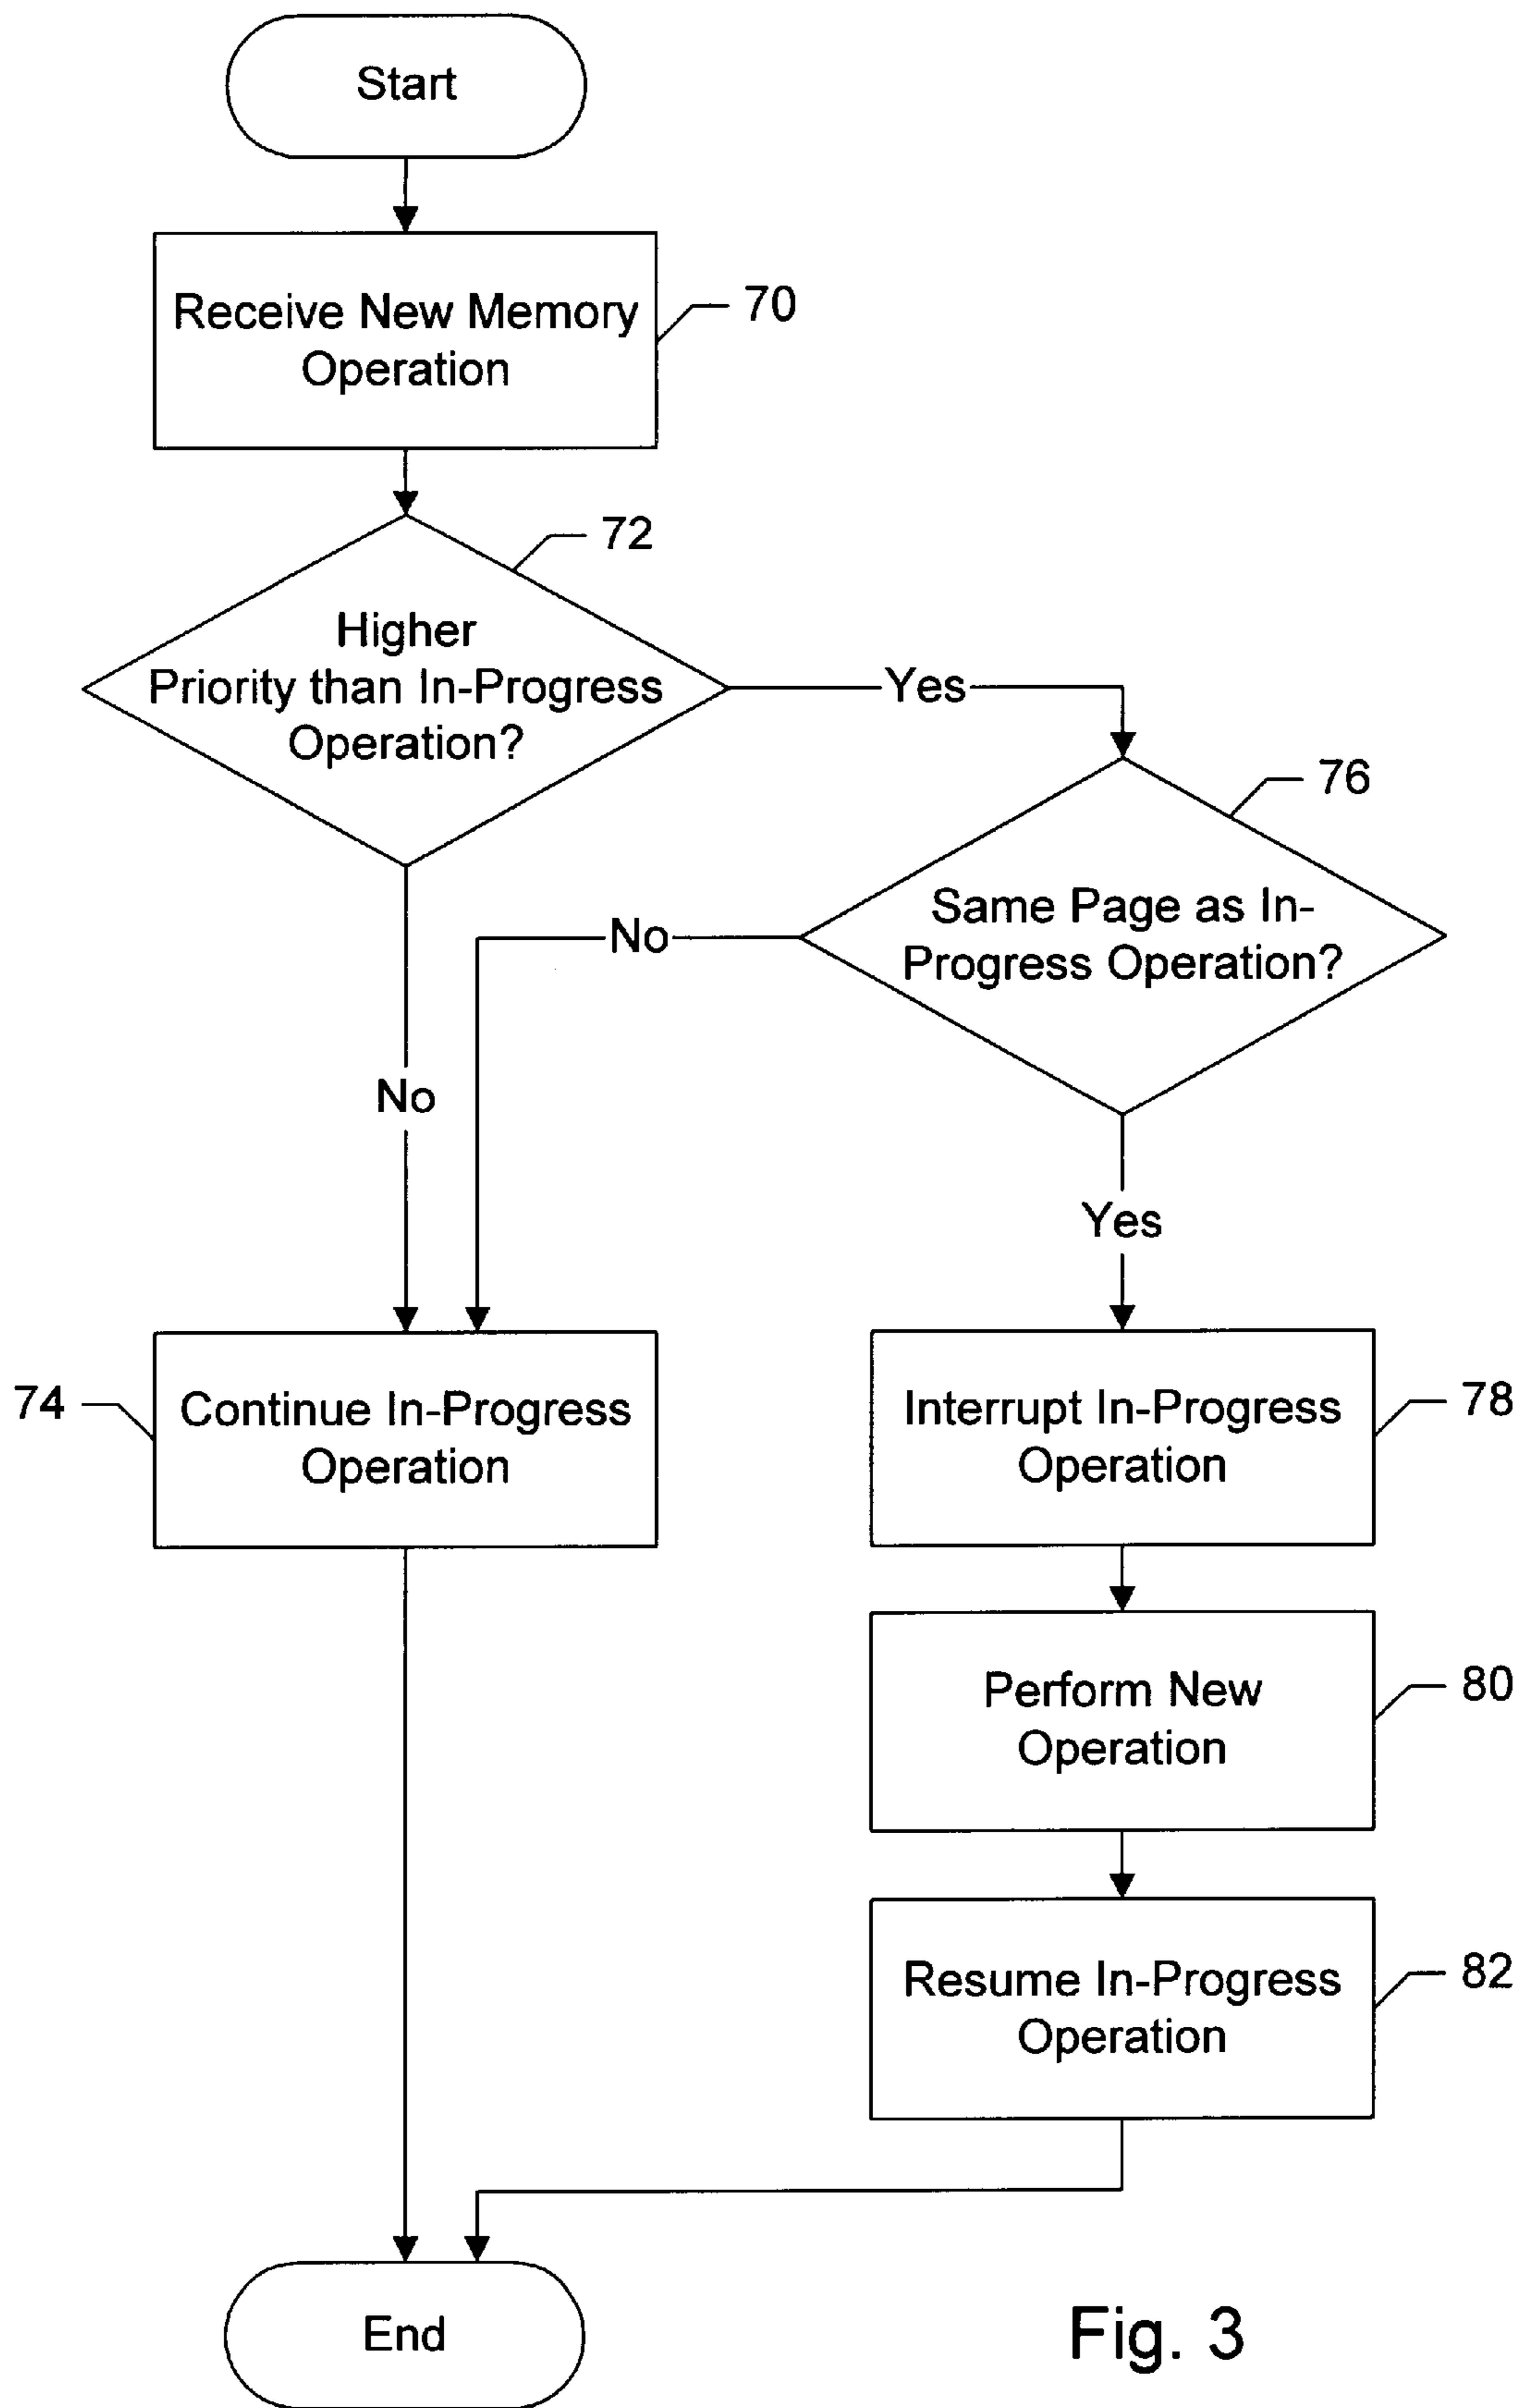 Start
Receive New Memory
Operation
70
72
Higher
Priority than In-Progress
Operation?
Yes
76
Same Page as In-
Progress Operation?
No
No
Yes
74
Continue In-Progress
Operation
Interrupt In-Progress
Operation
78
Perform New
Operation
80
Resume In-Progress
Operation
82
End
Fig. 3